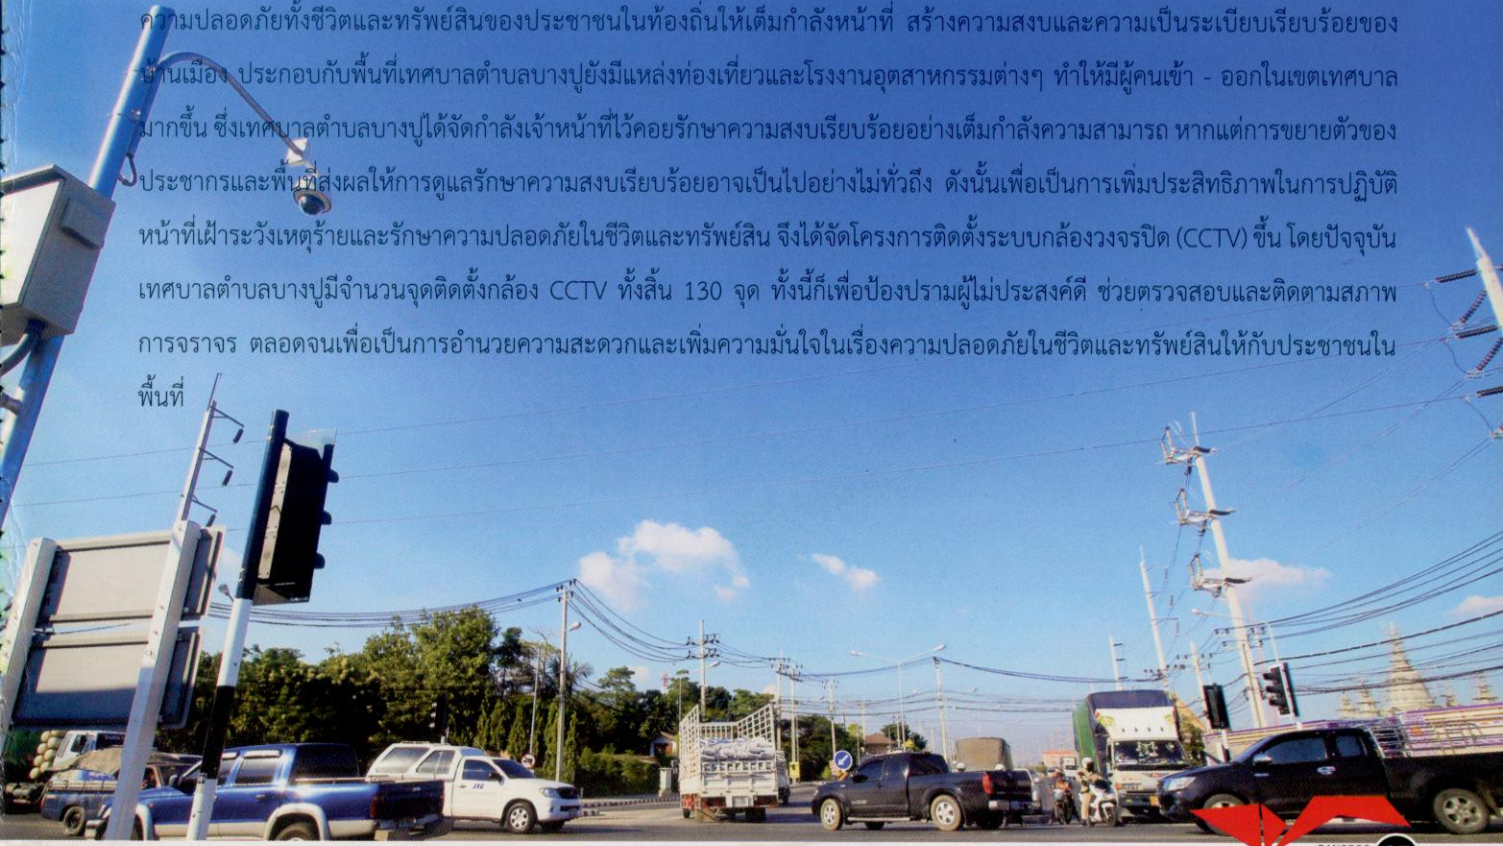 ความปลอดภัยทั้งชีวิตและทรัพย์สินของประชาชนในท้องถิ่นให้เต็มกำลังหน้าที่ สร้างความสงบและความเป็นระเบียบเรียบร้อยของ
บ้านเมือง ประกอบกับพื้นที่เทศบาลตำบลบางปูยังมีแหล่งท่องเที่ยวและโรงงานอุตสาหกรรมต่างๆ ทำให้มีผู้คนเข้า - ออกในเขตเทศบาล
มากขึ้น ซึ่งเทศบาลตำบลบางปูได้จัดกำลังเจ้าหน้าที่ไว้คอยรักษาความสงบเรียบร้อยอย่างเต็มกำลังความสามารถ หากแต่การขยายตัวของ
ประชากรและพื้นที่ส่งผลให้การดูแลรักษาความสงบเรียบร้อยอาจเป็นไปอย่างไม่ทั่วถึง ดังนั้นเพื่อเป็นการเพิ่มประสิทธิภาพในการปฏิบัติ
หน้าที่เฝ้าระวังเหตุร้ายและรักษาความปลอดภัยในชีวิตและทรัพย์สิน จึงได้จัดโครงการติดตั้งระบบกล้องวงจรปิด (CCTV) ขึ้น โดยปัจจุบัน
เทศบาลตำบลบางปูมีจำนวนจุดติดตั้งกล้อง CCTV ทั้งสิ้น 130 จุด ทั้งนี้ก็เพื่อป้องปรามผู้ไม่ประสงค์ดี ช่วยตรวจสอบและติดตามสภาพ
การจราจร ตลอดจนเพื่อเป็นการอำนวยความสะดวกและเพิ่มความมั่นใจในเรื่องความปลอดภัยในชีวิตและทรัพย์สินให้กับประชาชนใน
พื้นที่